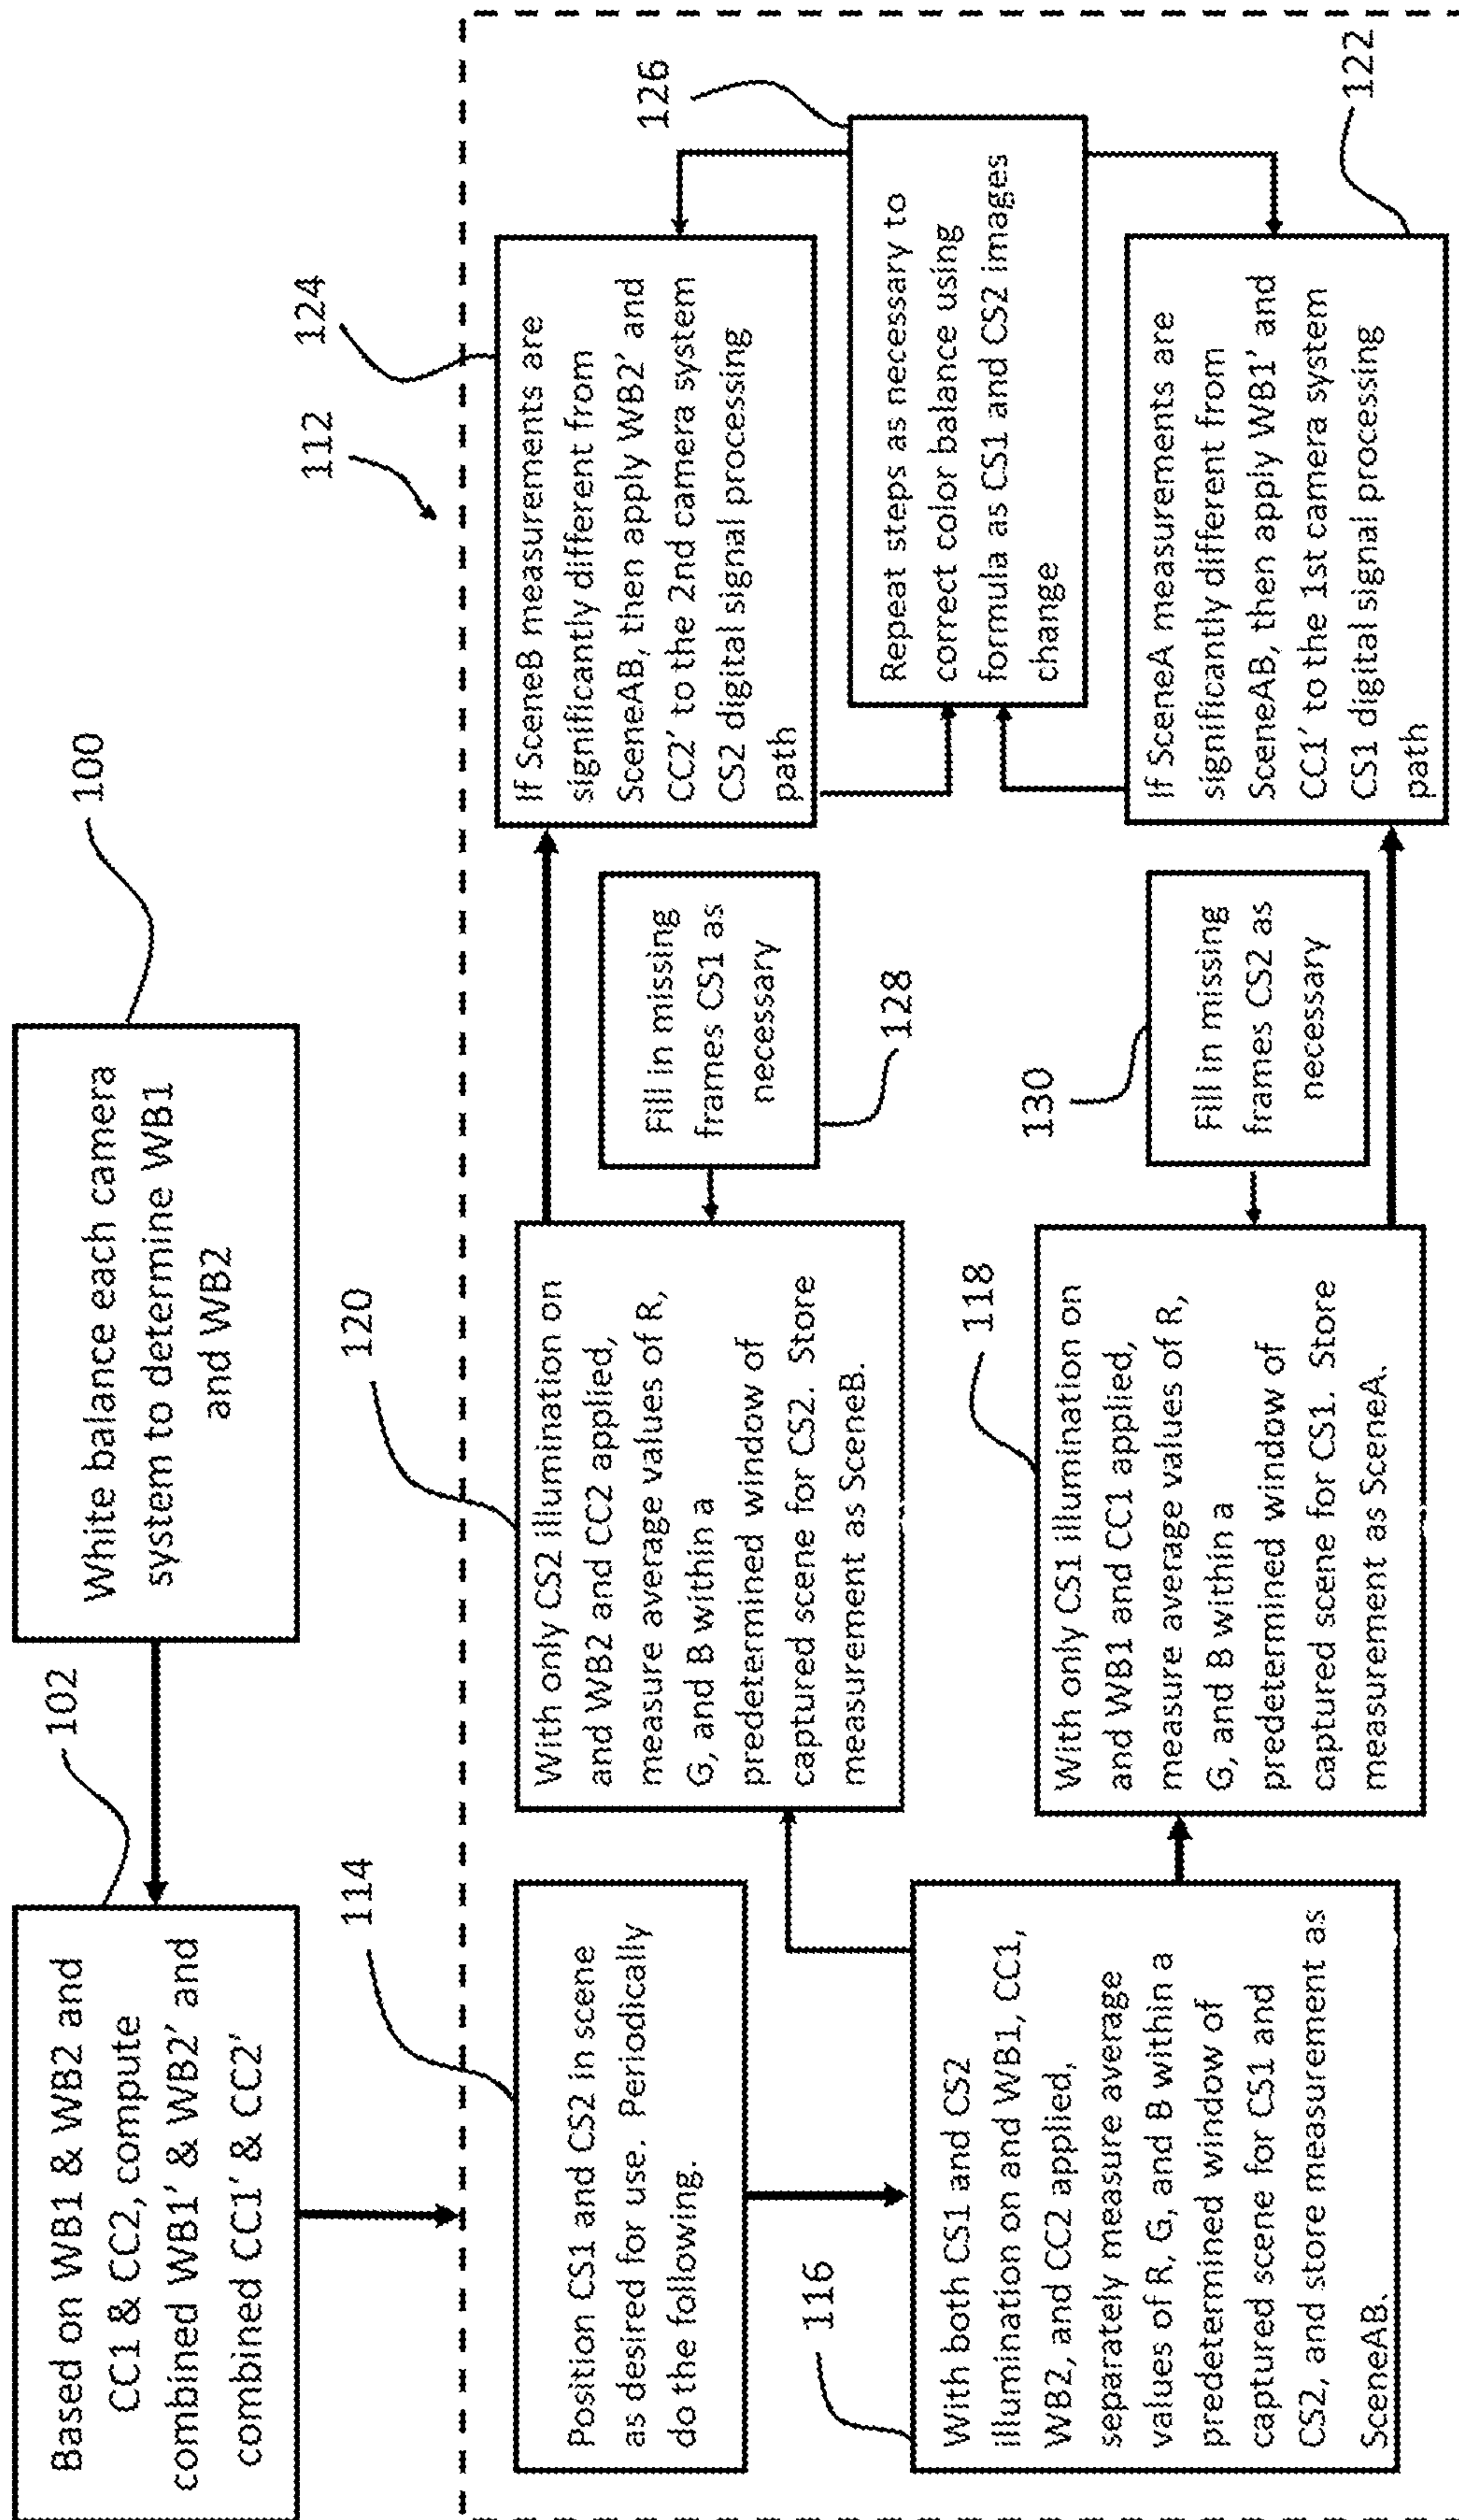 100
White balance each camera
system to determine WB1
and WB2
102
Based on WB1 & WB2 and
CC1 & CC2, compute
combined WB1' & WB2' and
combined CC1' & CC2'
112
114
Position CS1 and CS2 in scene
as desired for use. Periodically
do the following.
116
With both CS1 and CS2
illumination on and WB1, CC1,
WB2, and CC2 applied,
separately measure average
values of R, G, and B within a
predetermined window of
captured scene for CS1 and
CS2, and store measurement as
SceneAB.
120
With only CS2 illumination on
and WB2 and CC2 applied,
measure average values of R,
G, and B within a
predetermined window of
captured scene for CS2. Store
measurement as SceneB.
118
With only CS1 illumination on
and WB1 and CC1 applied,
measure average values of R,
G, and B within a
predetermined window of
captured scene for CS1. Store
measurement as SceneA.
Fill in missing
frames CS1 as
necessary
128
130
Fill in missing
frames CS2 as
necessary
124
If SceneB measurements are
significantly different from
SceneAB, then apply WB2' and
CC2' to the 2nd camera system
CS2 digital signal processing
path
126
Repeat steps as necessary to
correct color balance using
formula as CS1 and CS2 images
change
If SceneA measurements are
significantly different from
SceneAB, then apply WB1' and
CC1' to the 1st camera system
CS1 digital signal processing
path
122